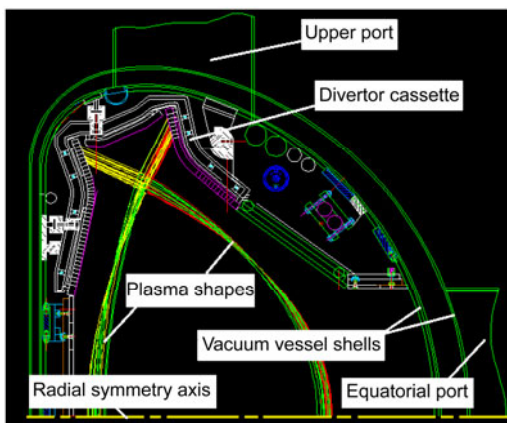 Upper port
Divertor cassette
Plasma shapes
Vacuum vessel shells
Radial symmetry axis
Equatorial port